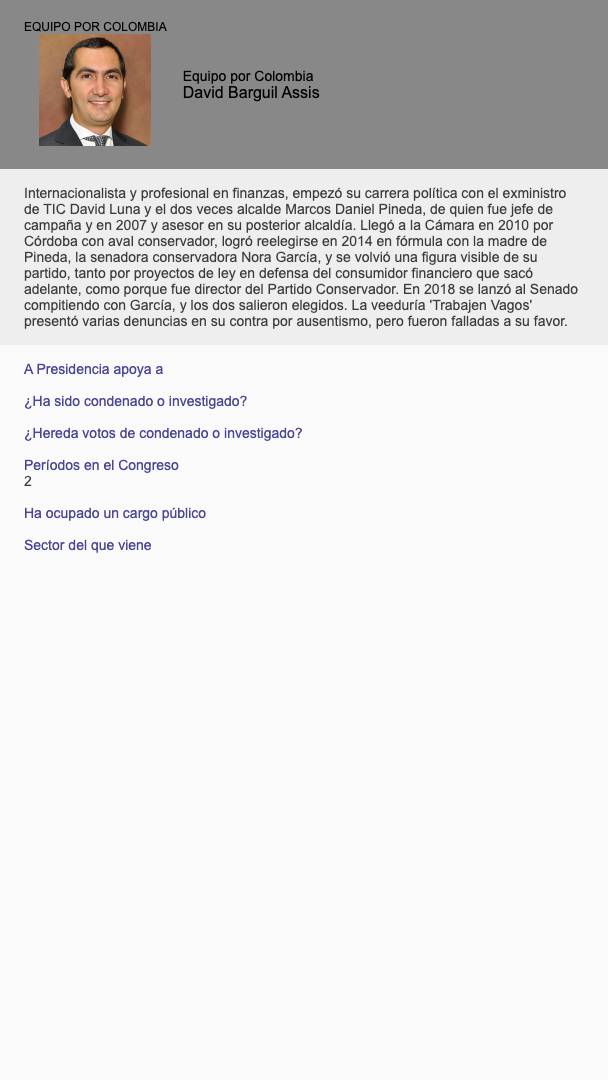 EQUIPO POR COLOMBIA
Equipo por Colombia
David Barguil Assis
Internacionalista y profesional en finanzas, empezó su carrera política con el exministro
de TIC David Luna y el dos veces alcalde Marcos Daniel Pineda, de quien fue jefe de
campaña y en 2007 y asesor en su posterior alcaldía. Llegó a la Cámara en 2010 por
Córdoba con aval conservador, logró reelegirse en 2014 en fórmula con la madre de
Pineda, la senadora conservadora Nora García, y se volvió una figura visible de su
partido, tanto por proyectos de ley en defensa del consumidor financiero que sacó
adelante, como porque fue director del Partido Conservador. En 2018 se lanzó al Senado
compitiendo con García, y los dos salieron elegidos. La veeduría 'Trabajen Vagos'
presentó varias denuncias en su contra por ausentismo, pero fueron falladas a su favor.
A Presidencia apoya a
¿Ha sido condenado o investigado?
¿Hereda votos de condenado o investigado?
Períodos en el Congreso
2
Ha ocupado un cargo público
Sector del que viene